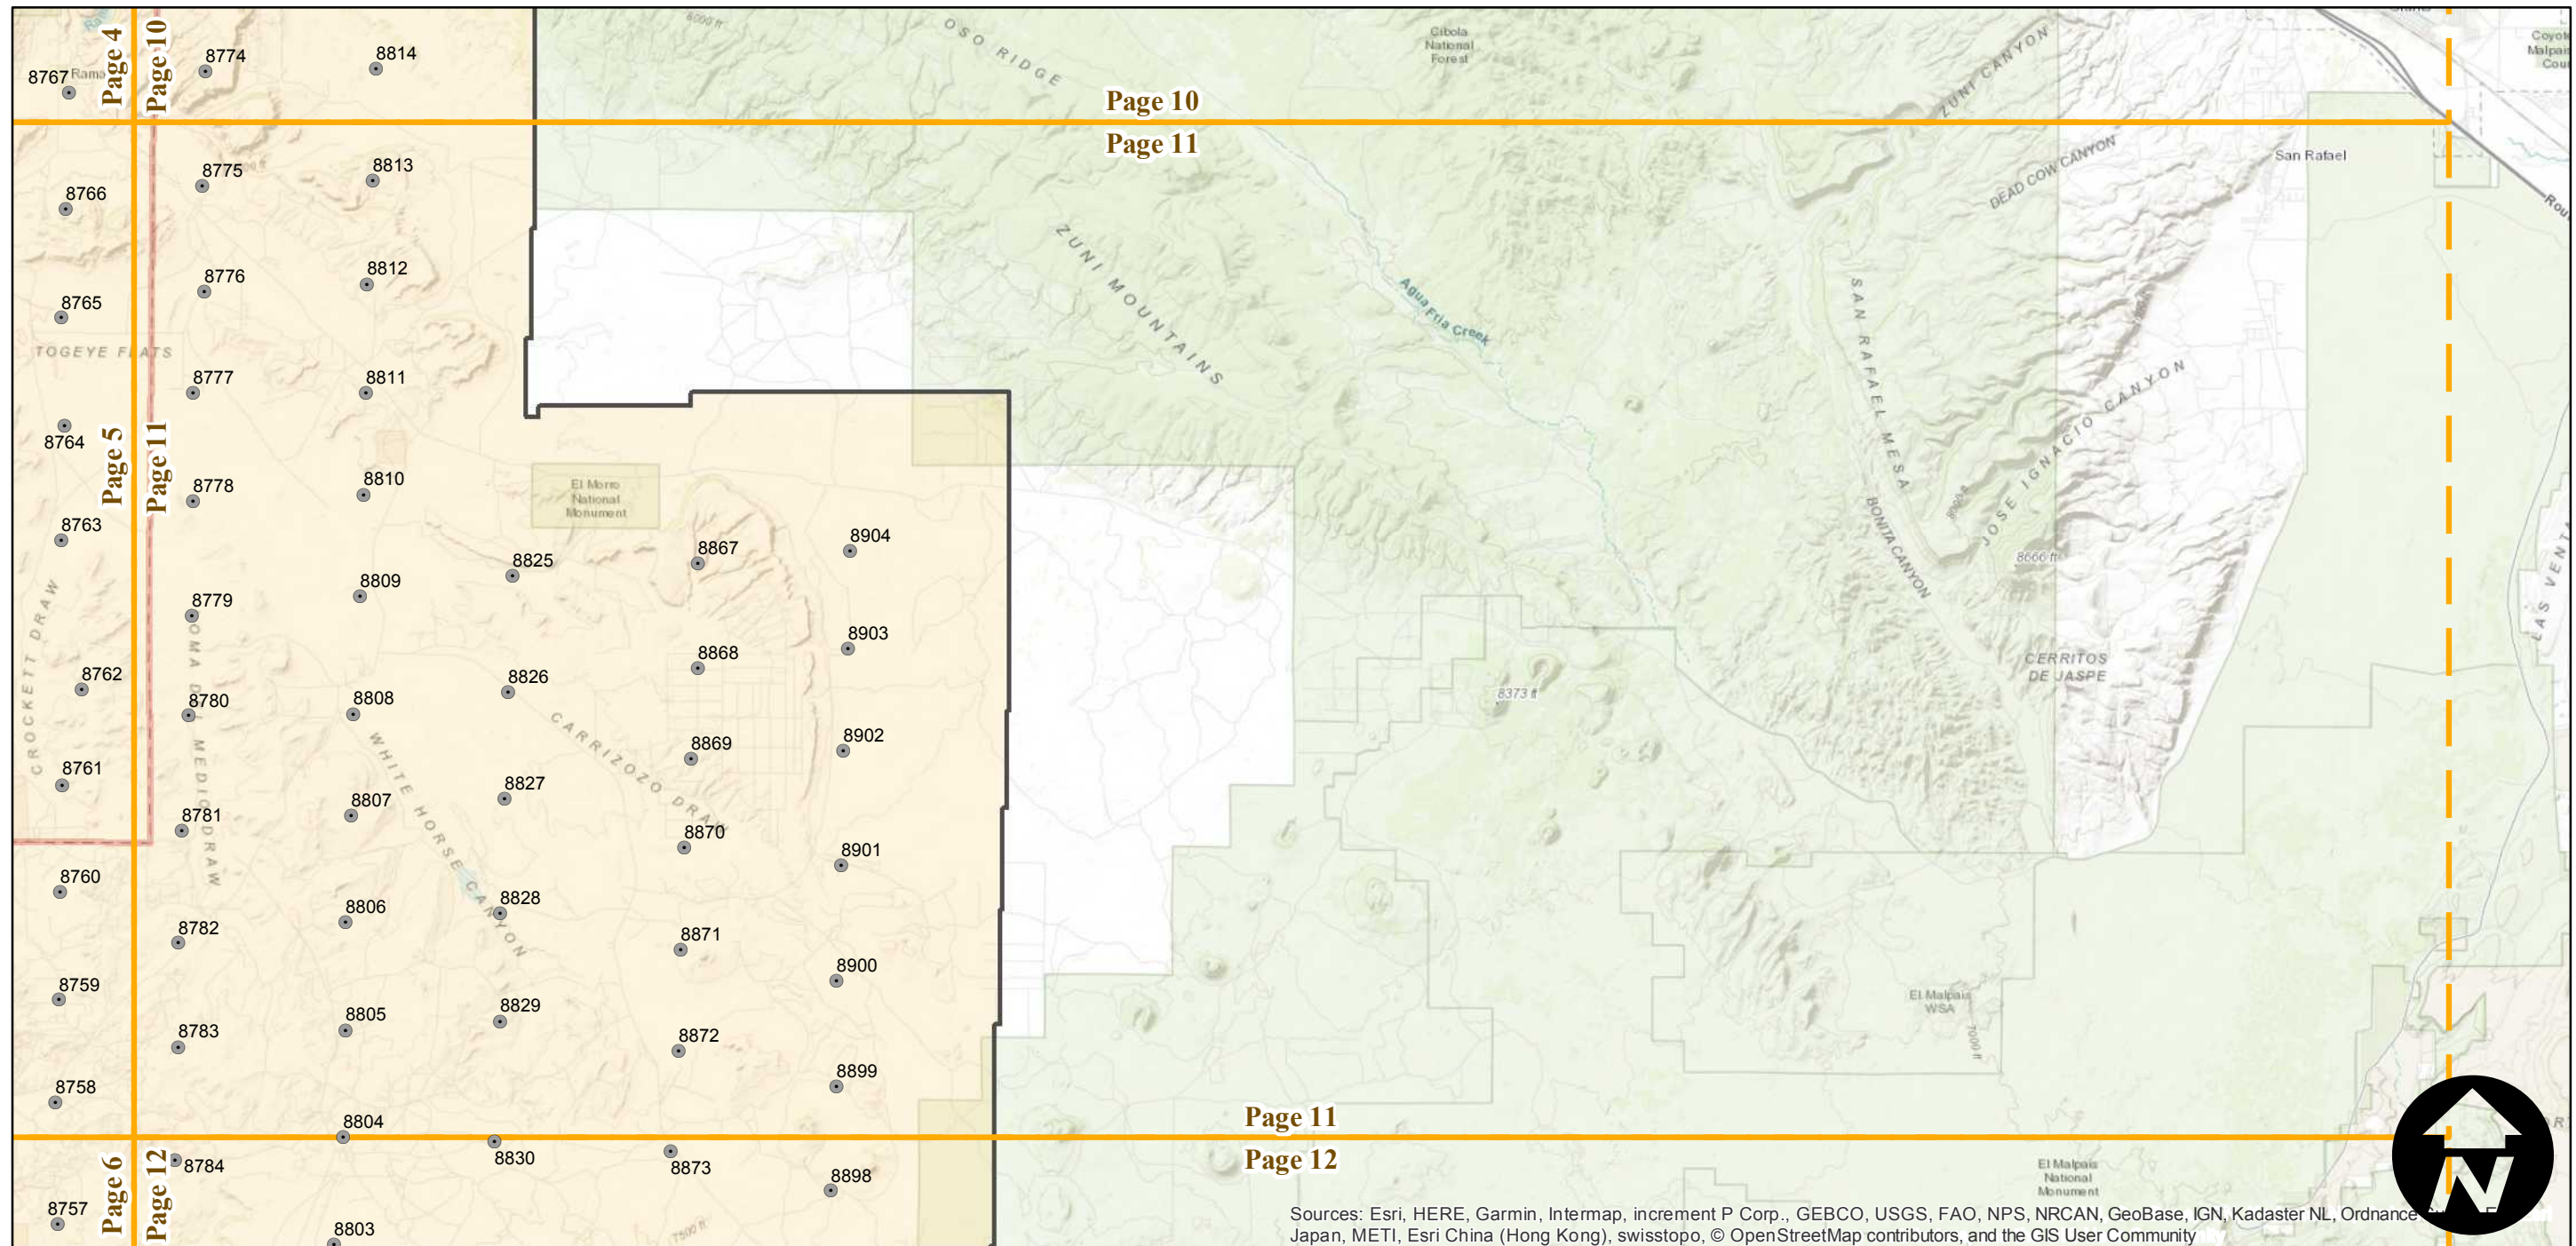 Page 4
Page 10
8774
8814
8767
Rama
6000 ft
OSO RIDGE
Cibola
National
Forest
ZUNI CANYON
Page 10
Page 11
8766
8775
8813
ZUNI MOUNTAINS
DEAD COW CANYON
San Rafael
8765
8776
8812
Agua Fria Creek
SAN RAFAEL MESA
TOGEYE FLATS
8777
8811
JOSE IGNACIO CANYON
8764
Page 5
Page 11
8778
8810
El Morro
National
Monument
8000 ft
BONITA CANYON
8763
8825
8867
8904
8666 ft
8779
8809
8903
CROCKETT DRAW
8762
8826
8868
8373 ft
CERRITOS
DE JASPE
8780
8808
WHITE HORSE CANYON
CARRIZOZO DRAW
8869
8902
8761
8827
8781
MEDIO DRAW
8807
8870
8901
8760
8806
8828
8782
8871
8900
El Malpais
WSA
7000 ft
8759
8805
8829
8783
8872
8899
8758
8804
Page 11
Page 12
Page 6
Page 12
8784
8830
8873
8898
El Malpais
National
Monument
8757
8803
7500 ft
N
Sources: Esri, HERE, Garmin, Intermap, increment P Corp., GEBCO, USGS, FAO, NPS, NRCAN, GeoBase, IGN, Kadaster NL, Ordnance
Japan, METI, Esri China (Hong Kong), swisstopo, © OpenStreetMap contributors, and the GIS User Community